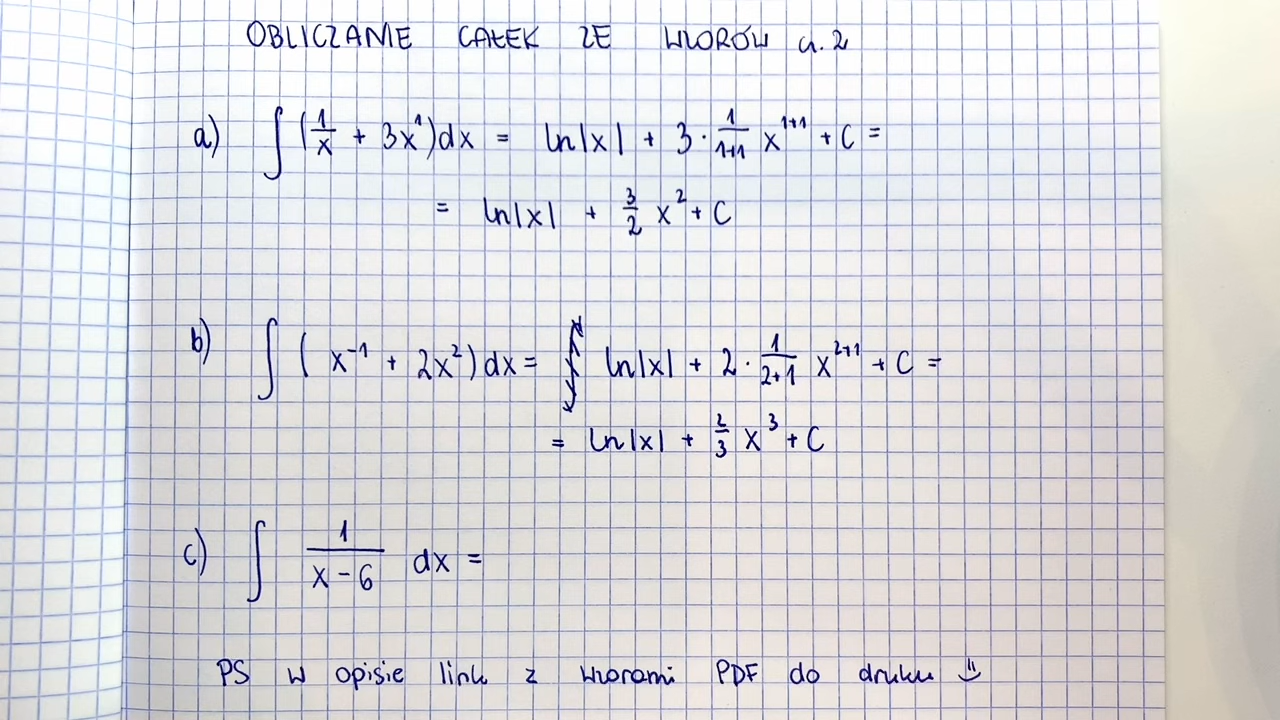 OBLICZANIE CAŁEK ZE WZORÓW cz. 2
a) ∫ (1/x + 3x¹)dx = ln|x| + 3 · 1/(1+1) x¹⁺¹ + C =
= ln|x| + 3/2 x² + C
b) ∫ ( x⁻¹ + 2x²) dx = ln|x| + 2 · 1/(2+1) x²⁺¹ + C =
= ln|x| + 2/3 x³ + C
c) ∫ 1/(x - 6) dx =
PS w opisie link z wzorami PDF do druku